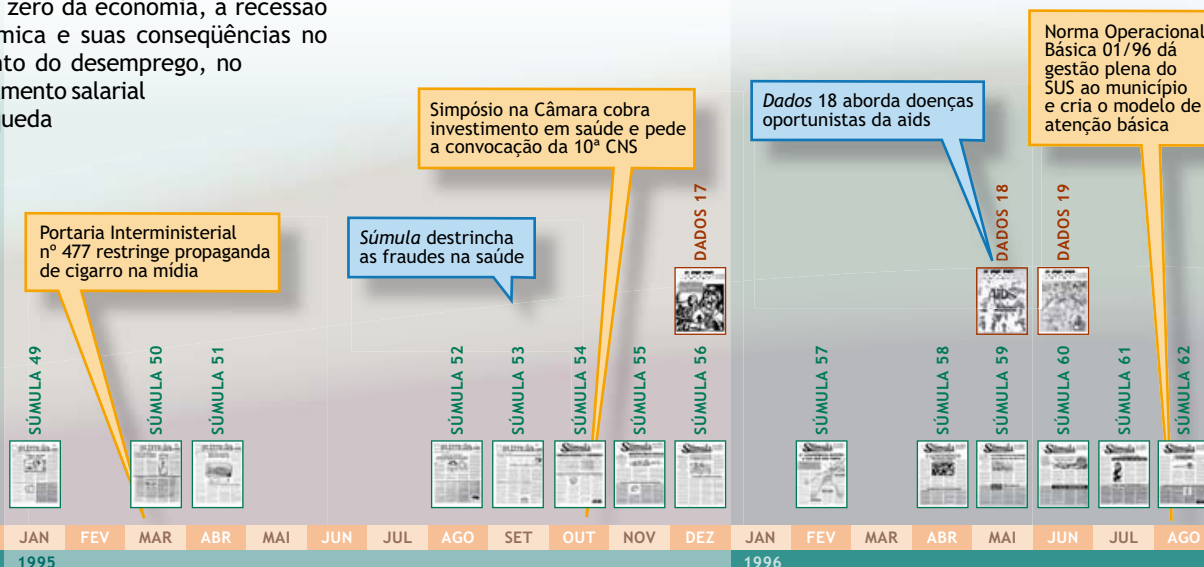 zero da economia, a recessão
mica e suas conseqüências no
nto do desemprego, no
mento salarial
ueda
Norma Operacional
Básica 01/96 dá
gestão plena do
SUS ao município
e cria o modelo de
atenção básica
Dados 18 aborda doenças
oportunistas da aids
Simpósio na Câmara cobra
investimento em saúde e pede
a convocação da 10ª CNS
Portaria Interministerial
nº 477 restringe propaganda
de cigarro na mídia
Súmula destrincha
as fraudes na saúde
DADOS 17
DADOS 18
DADOS 19
AIDS
SÚMULA 49
SÚMULA 50
SÚMULA 51
SÚMULA 52
SÚMULA 53
SÚMULA 54
SÚMULA 55
SÚMULA 56
SÚMULA 57
SÚMULA 58
SÚMULA 59
SÚMULA 60
SÚMULA 61
SÚMULA 62
JAN FEV MAR ABR MAI JUN JUL AGO SET OUT NOV DEZ JAN FEV MAR ABR MAI JUN JUL AGO
1995 1996